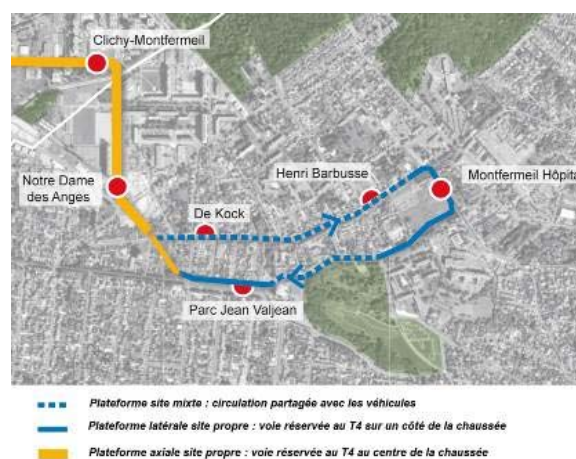 Clichy-Montfermeil
Notre Dame
des Anges
Henri Barbusse
Montfermeil Hôpital
De Kock
Parc Jean Valjean
Plateforme site mixte : circulation partagée avec les véhicules
Plateforme latérale site propre : voie réservée au T4 sur un côté de la chaussée
Plateforme axiale site propre : voie réservée au T4 au centre de la chaussée